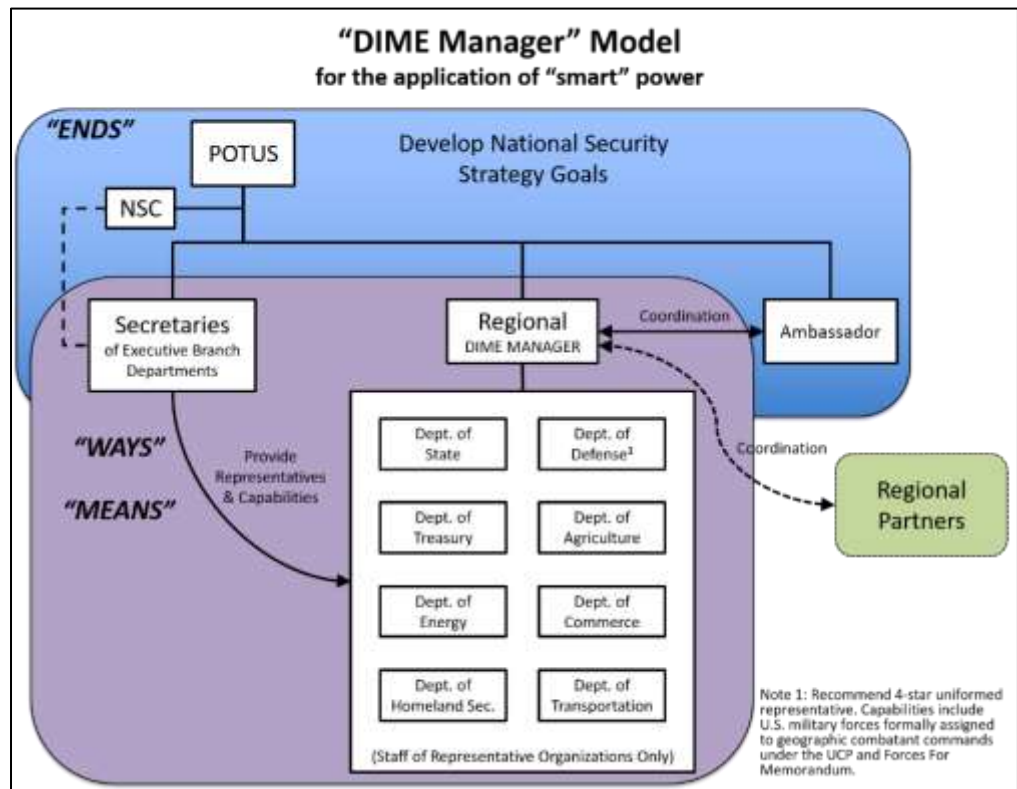 “DIME Manager” Model
for the application of “smart” power
“ENDS”
POTUS
Develop National Security
Strategy Goals
NSC
Secretaries
of Executive Branch
Departments
Regional
DIME MANAGER
Coordination
Ambassador
“WAYS”
“MEANS”
Provide
Representatives
& Capabilities
Dept. of
State
Dept. of
Defense¹
Coordination
Regional
Partners
Dept. of
Treasury
Dept. of
Agriculture
Dept. of
Energy
Dept. of
Commerce
Dept. of
Homeland Sec.
Dept. of
Transportation
(Staff of Representative Organizations Only)
Note 1: Recommend 4-star uniformed
representative. Capabilities include
U.S. military forces formally assigned
to geographic combatant commands
under the UCP and Forces For
Memorandum.